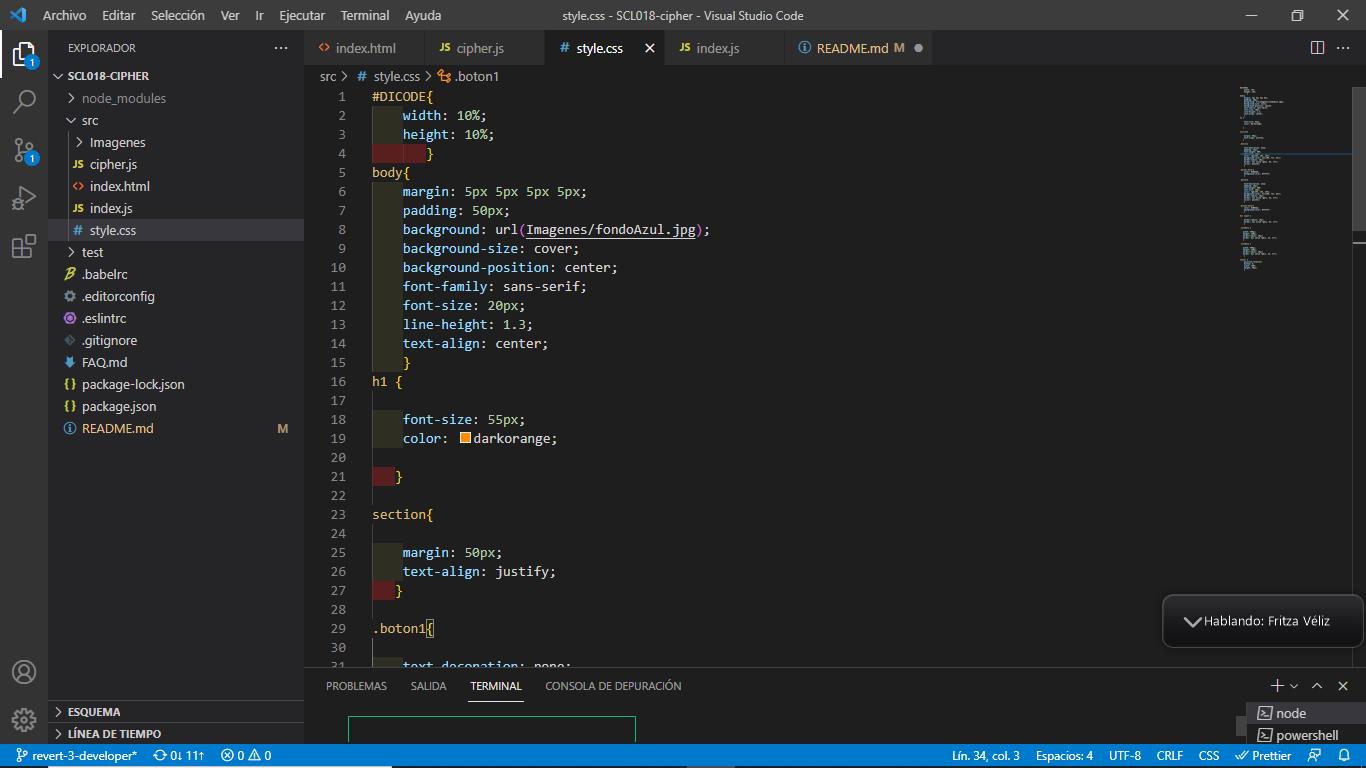 Archivo Editar Selección Ver Ir Ejecutar Terminal Ayuda style.css - SCL018-cipher - Visual Studio Code
EXPLORADOR
SCL018-CIPHER
node_modules
src
Imagenes
JS cipher.js
<> index.html
JS index.js
# style.css
test
.babelrc
.editorconfig
.eslintrc
.gitignore
FAQ.md
{} package-lock.json
{} package.json
README.md M
ESQUEMA
LÍNEA DE TIEMPO
1
1
<> index.html JS cipher.js # style.css JS index.js README.md M
src > # style.css > .boton1
1 #DICODE{
2 width: 10%;
3 height: 10%;
4 }
5 body{
6 margin: 5px 5px 5px 5px;
7 padding: 50px;
8 background: url(Imagenes/fondoAzul.jpg);
9 background-size: cover;
10 background-position: center;
11 font-family: sans-serif;
12 font-size: 20px;
13 line-height: 1.3;
14 text-align: center;
15 }
16 h1 {
17
18 font-size: 55px;
19 color: darkorange;
20
21 }
22
23 section{
24
25 margin: 50px;
26 text-align: justify;
27 }
28
29 .boton1{
30
31 text-decoration: none;
Hablando: Fritza Véliz
PROBLEMAS SALIDA TERMINAL CONSOLA DE DEPURACIÓN
node
powershell
revert-3-developer* 0↓ 11↑ 0 0 Lín. 34, col. 3 Espacios: 4 UTF-8 CRLF CSS Prettier